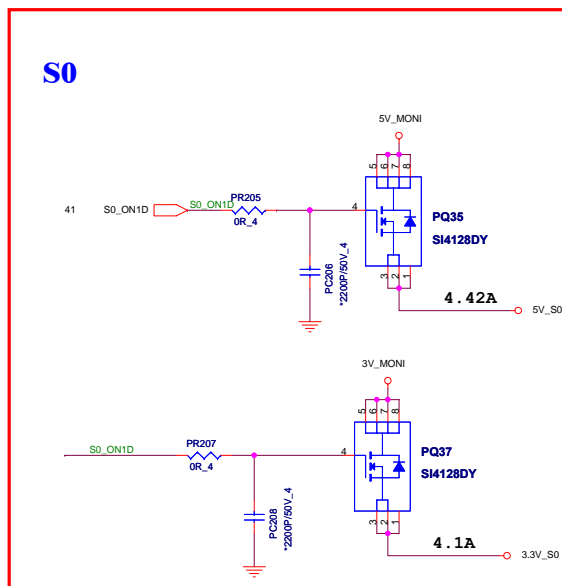 S0
5V_MONI
5 6 7 8
41 S0_ON1D S0_ON1D PR205 4 PQ35
0R_4 SI4128DY
PC206
*2200P/50V_4
3 2 1
4.42A
5V_S0
3V_MONI
5 6 7 8
S0_ON1D PR207 4 PQ37
0R_4 SI4128DY
PC208
*2200P/50V_4
3 2 1
4.1A
3.3V_S0